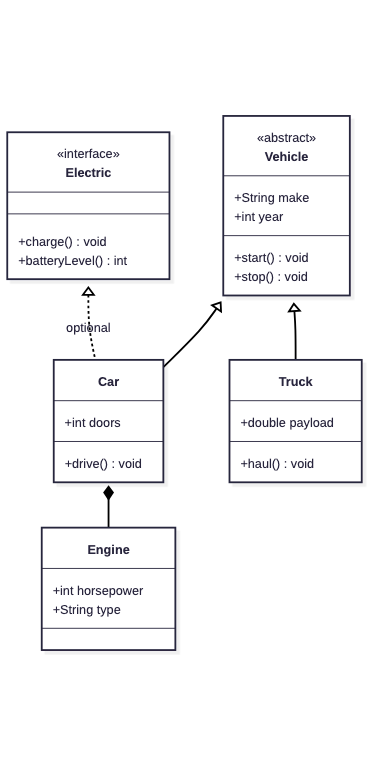 «interface»
Electric
+charge() : void
+batteryLevel() : int
«abstract»
Vehicle
+String make
+int year
+start() : void
+stop() : void
optional
Car
+int doors
+drive() : void
Truck
+double payload
+haul() : void
Engine
+int horsepower
+String type